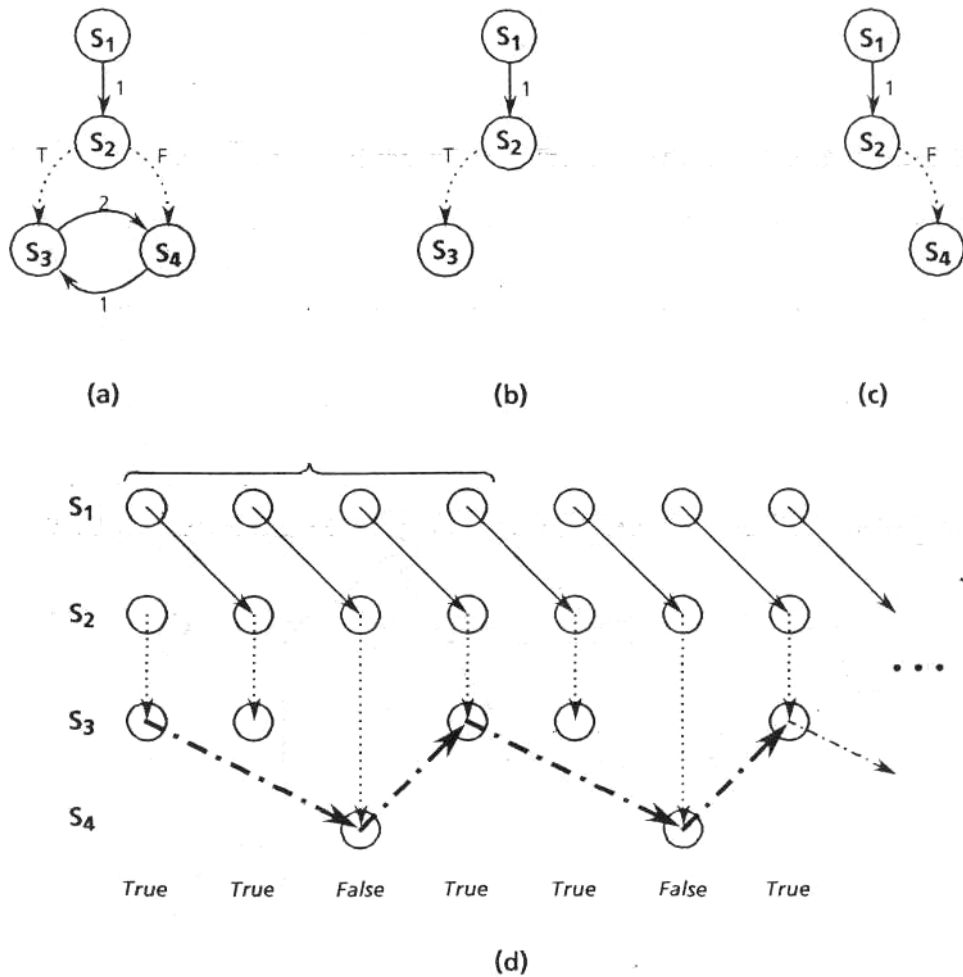 S1 S1 S1
1 1 1
S2 S2 S2
T F T F
2
S3 S4 S3 S4
1
(a) (b) (c)
S1
S2
• • •
S3
S4
True True False True True False True
(d)